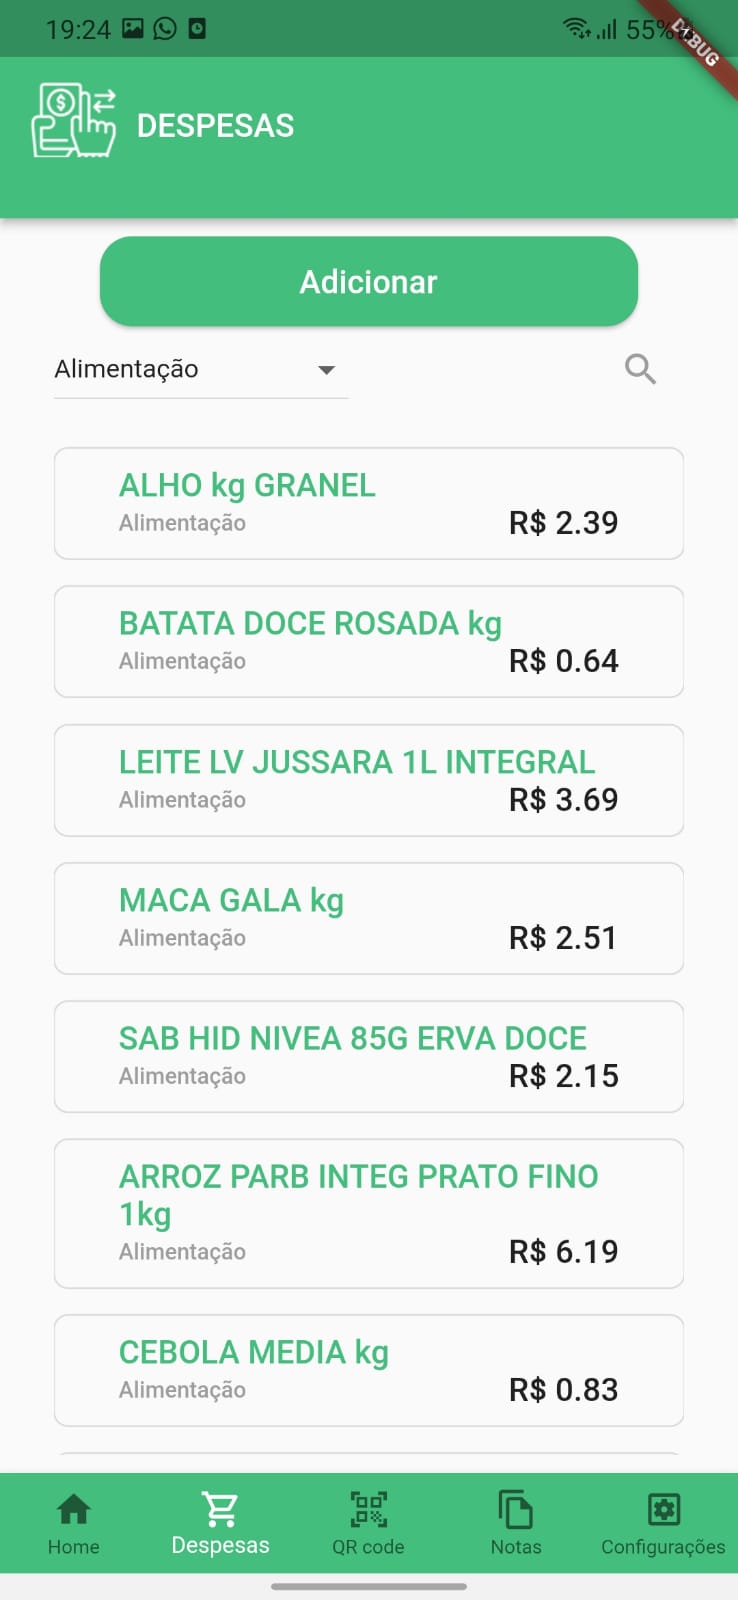 19:24 55%
DEBUG
$
DESPESAS
Adicionar
Alimentação
ALHO kg GRANEL
Alimentação
R$ 2.39
BATATA DOCE ROSADA kg
Alimentação
R$ 0.64
LEITE LV JUSSARA 1L INTEGRAL
Alimentação
R$ 3.69
MACA GALA kg
Alimentação
R$ 2.51
SAB HID NIVEA 85G ERVA DOCE
Alimentação
R$ 2.15
ARROZ PARB INTEG PRATO FINO
1kg
Alimentação
R$ 6.19
CEBOLA MEDIA kg
Alimentação
R$ 0.83
Home Despesas QR code Notas Configurações